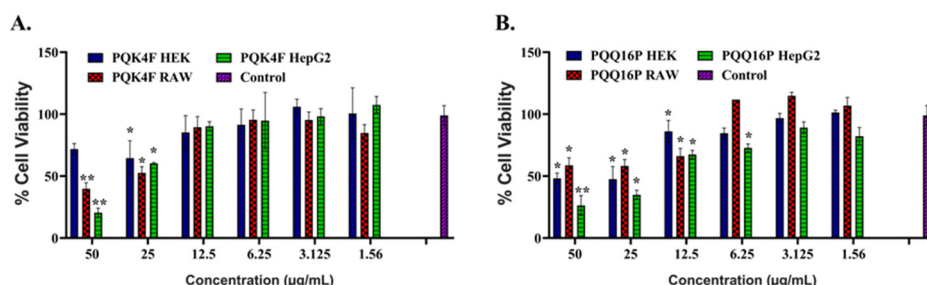 A.
150
100
50
0
% Cell Viability
PQK4F HEK
PQK4F HepG2
PQK4F RAW
Control
*
**
**
*
*
*
50
25
12.5
6.25
3.125
1.56
Concentration (µg/mL)
B.
150
100
50
0
% Cell Viability
PQQ16P HEK
PQQ16P HepG2
PQQ16P RAW
Control
*
*
**
*
*
*
*
*
*
*
50
25
12.5
6.25
3.125
1.56
Concentration (µg/mL)